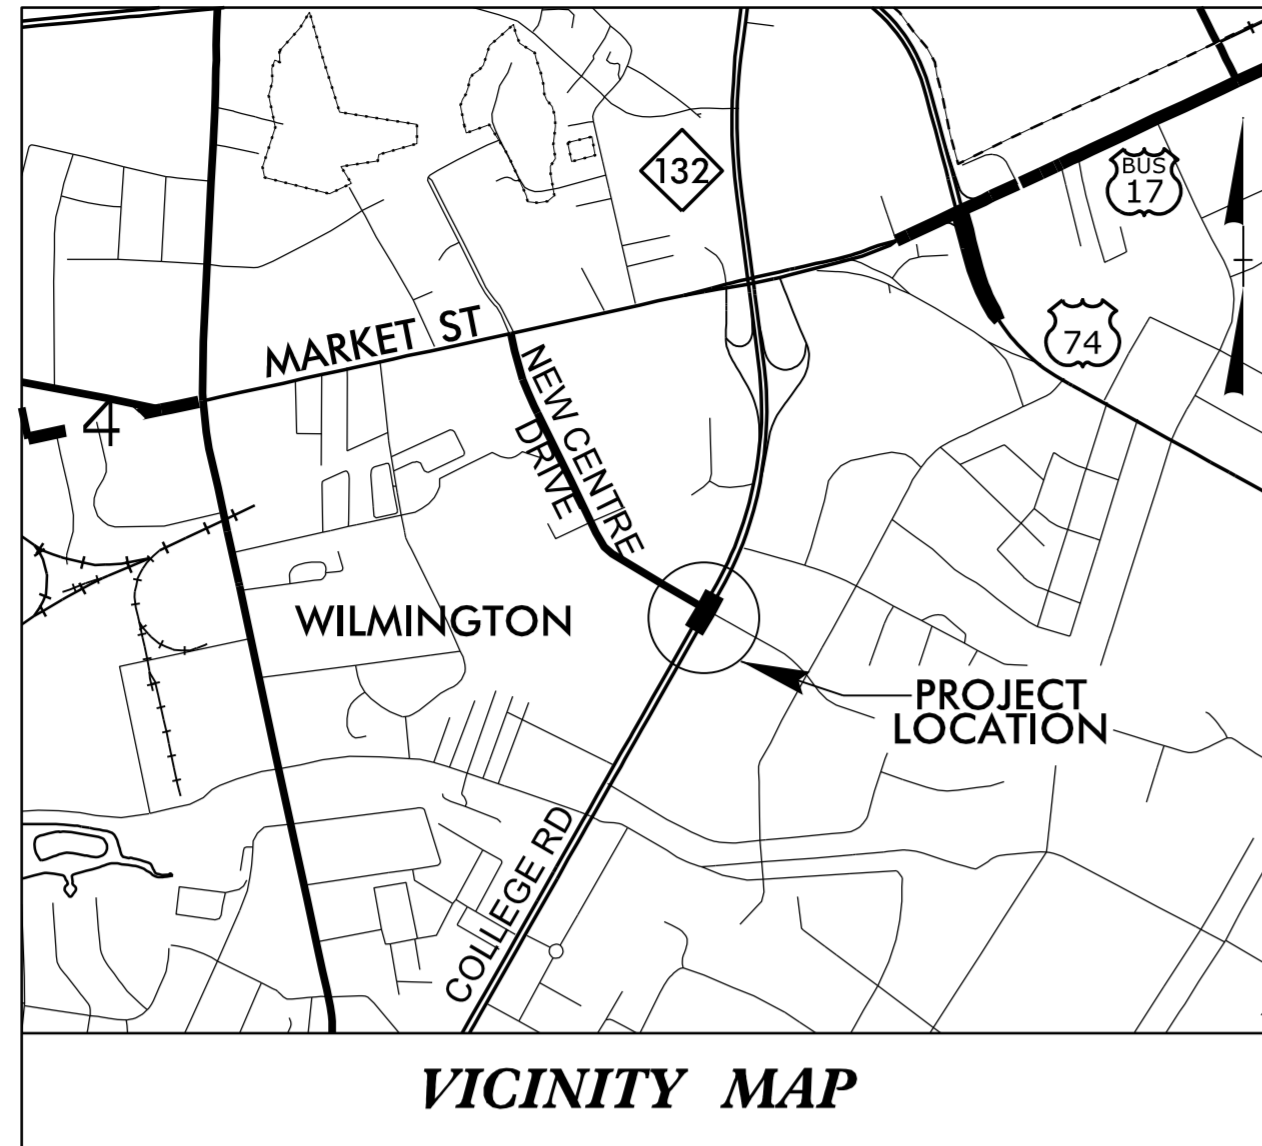 132
BUS
17
74
MARKET ST
NEW CENTRE
DRIVE
4
WILMINGTON
PROJECT
LOCATION
COLLEGE RD
VICINITY MAP